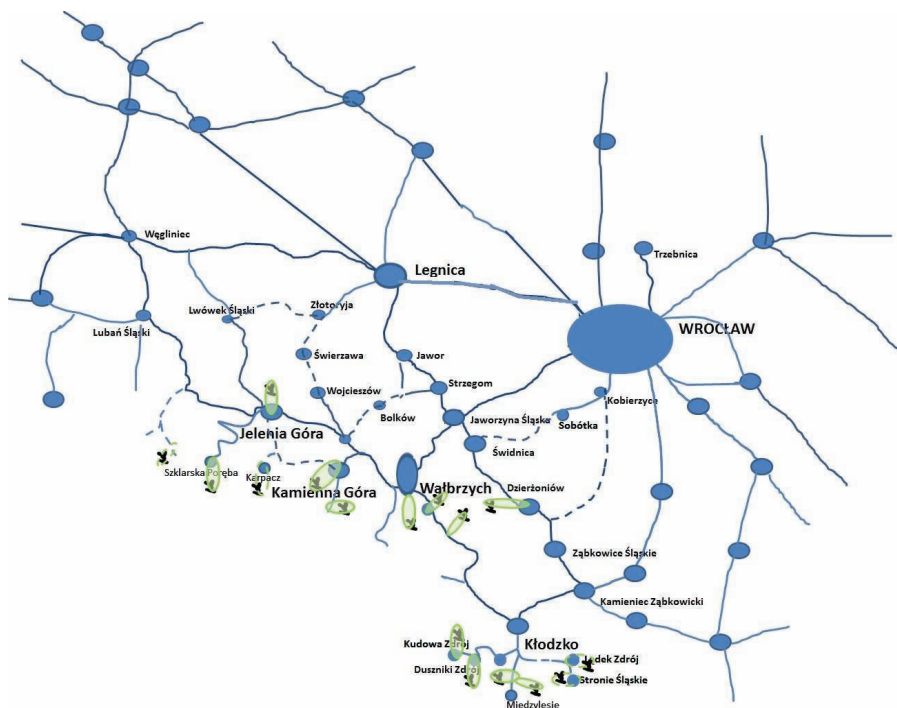 Węgliniec
Trzebnica
Legnica
Lwówek Śląski
Złotoryja
WROCŁAW
Lubań Śląski
Świerzawa
Jawor
Strzegom
Wojcieszów
Kobierzyce
Bolków
Jaworzyna Śląska
Sobótka
Jelenia Góra
Świdnica
Szklarska Poręba
Karpacz
Kamienna Góra
Wałbrzych
Dzierżoniów
Ząbkowice Śląskie
Kamieniec Ząbkowicki
Kłodzko
Kudowa Zdrój
Lądek Zdrój
Duszniki Zdrój
Stronie Śląskie
Międzylesie